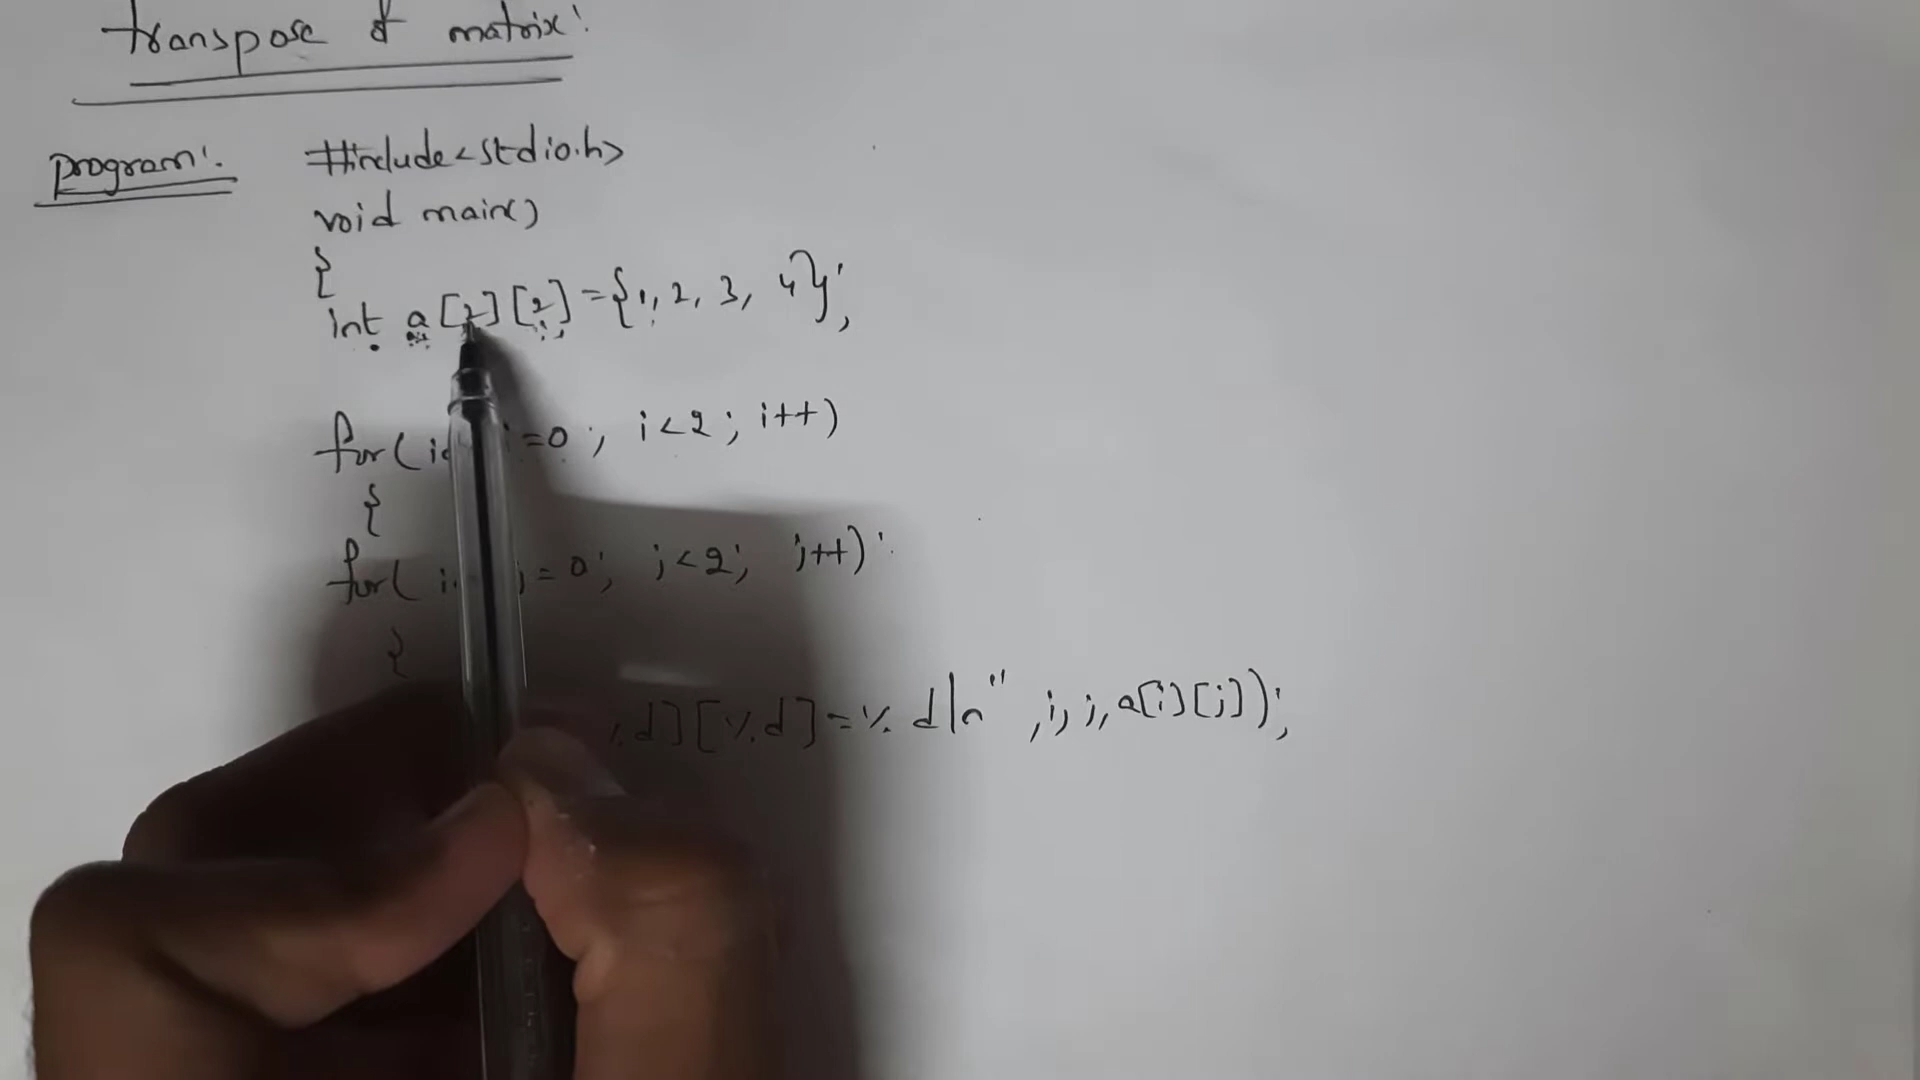 transpose of matrix:
program:
#include<stdio.h>
void main()
{
int a[2][2]={1, 2, 3, 4};
for( i=0; i<2; i++)
{
for( j=0; j<2; j++)
{
d][%d]=%d\n",i,j,a[i][j]);